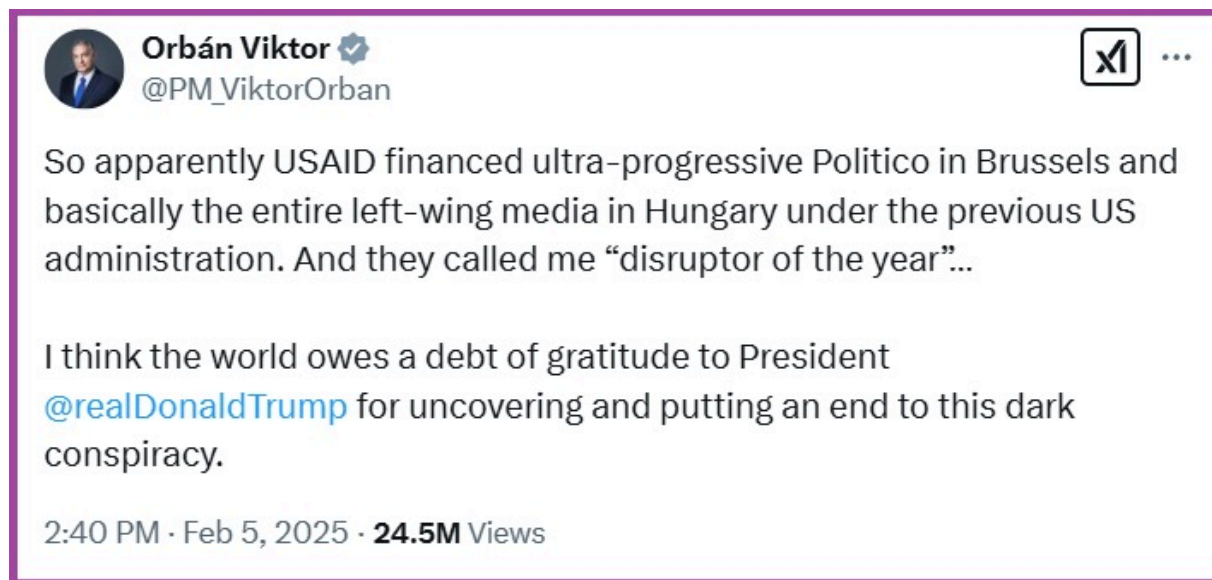 Orbán Viktor
@PM_ViktorOrban
So apparently USAID financed ultra-progressive Politico in Brussels and
basically the entire left-wing media in Hungary under the previous US
administration. And they called me “disruptor of the year”...
I think the world owes a debt of gratitude to President
@realDonaldTrump for uncovering and putting an end to this dark
conspiracy.
2:40 PM · Feb 5, 2025 · 24.5M Views